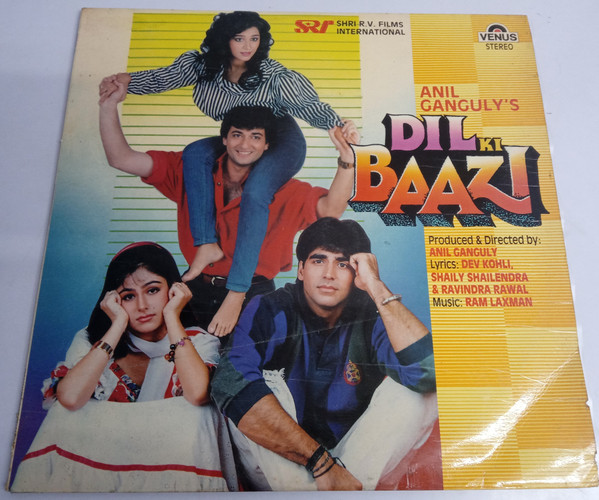 SRI
SHRI R.V. FILMS
INTERNATIONAL
VENUS
STEREO
ANIL
GANGULY'S
DIL KI
BAAZI
Produced & Directed by:
ANIL GANGULY
Lyrics: DEV KOHLI,
SHAILY SHAILENDRA
& RAVINDRA RAWAL
Music: RAM LAXMAN